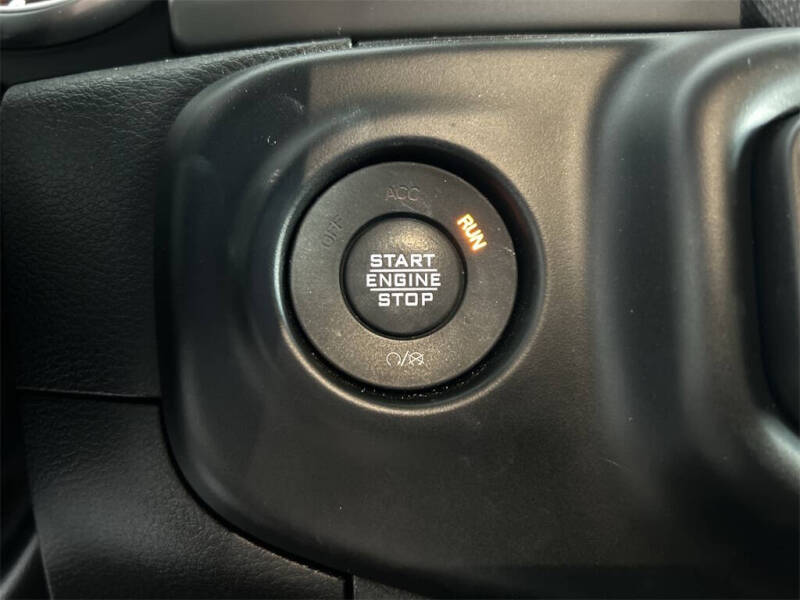 OFF ACC RUN
START
ENGINE
STOP